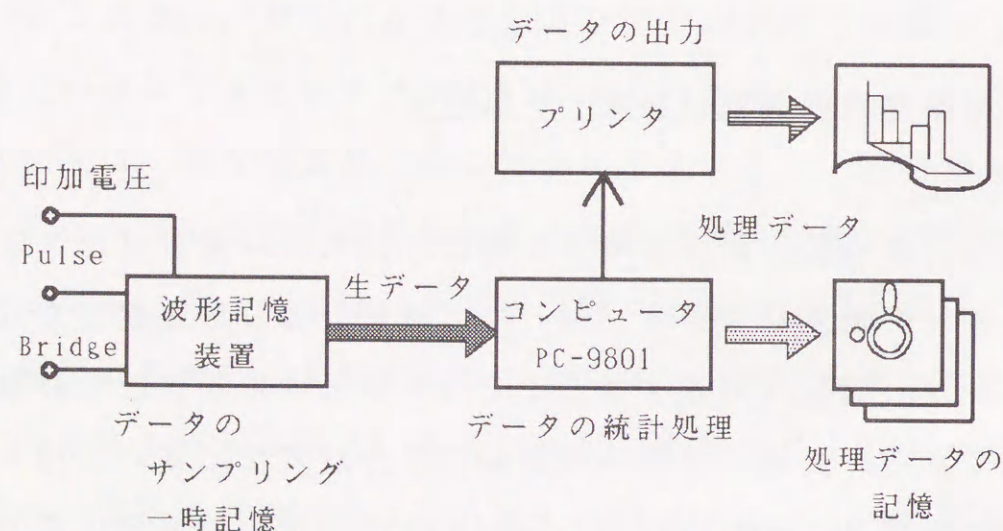 データの出力
プリンタ
印加電圧
処理データ
Pulse
生データ
波形記憶
装置
コンピュータ
PC-9801
Bridge
データの
サンプリング
一時記憶
データの統計処理
処理データの
記憶